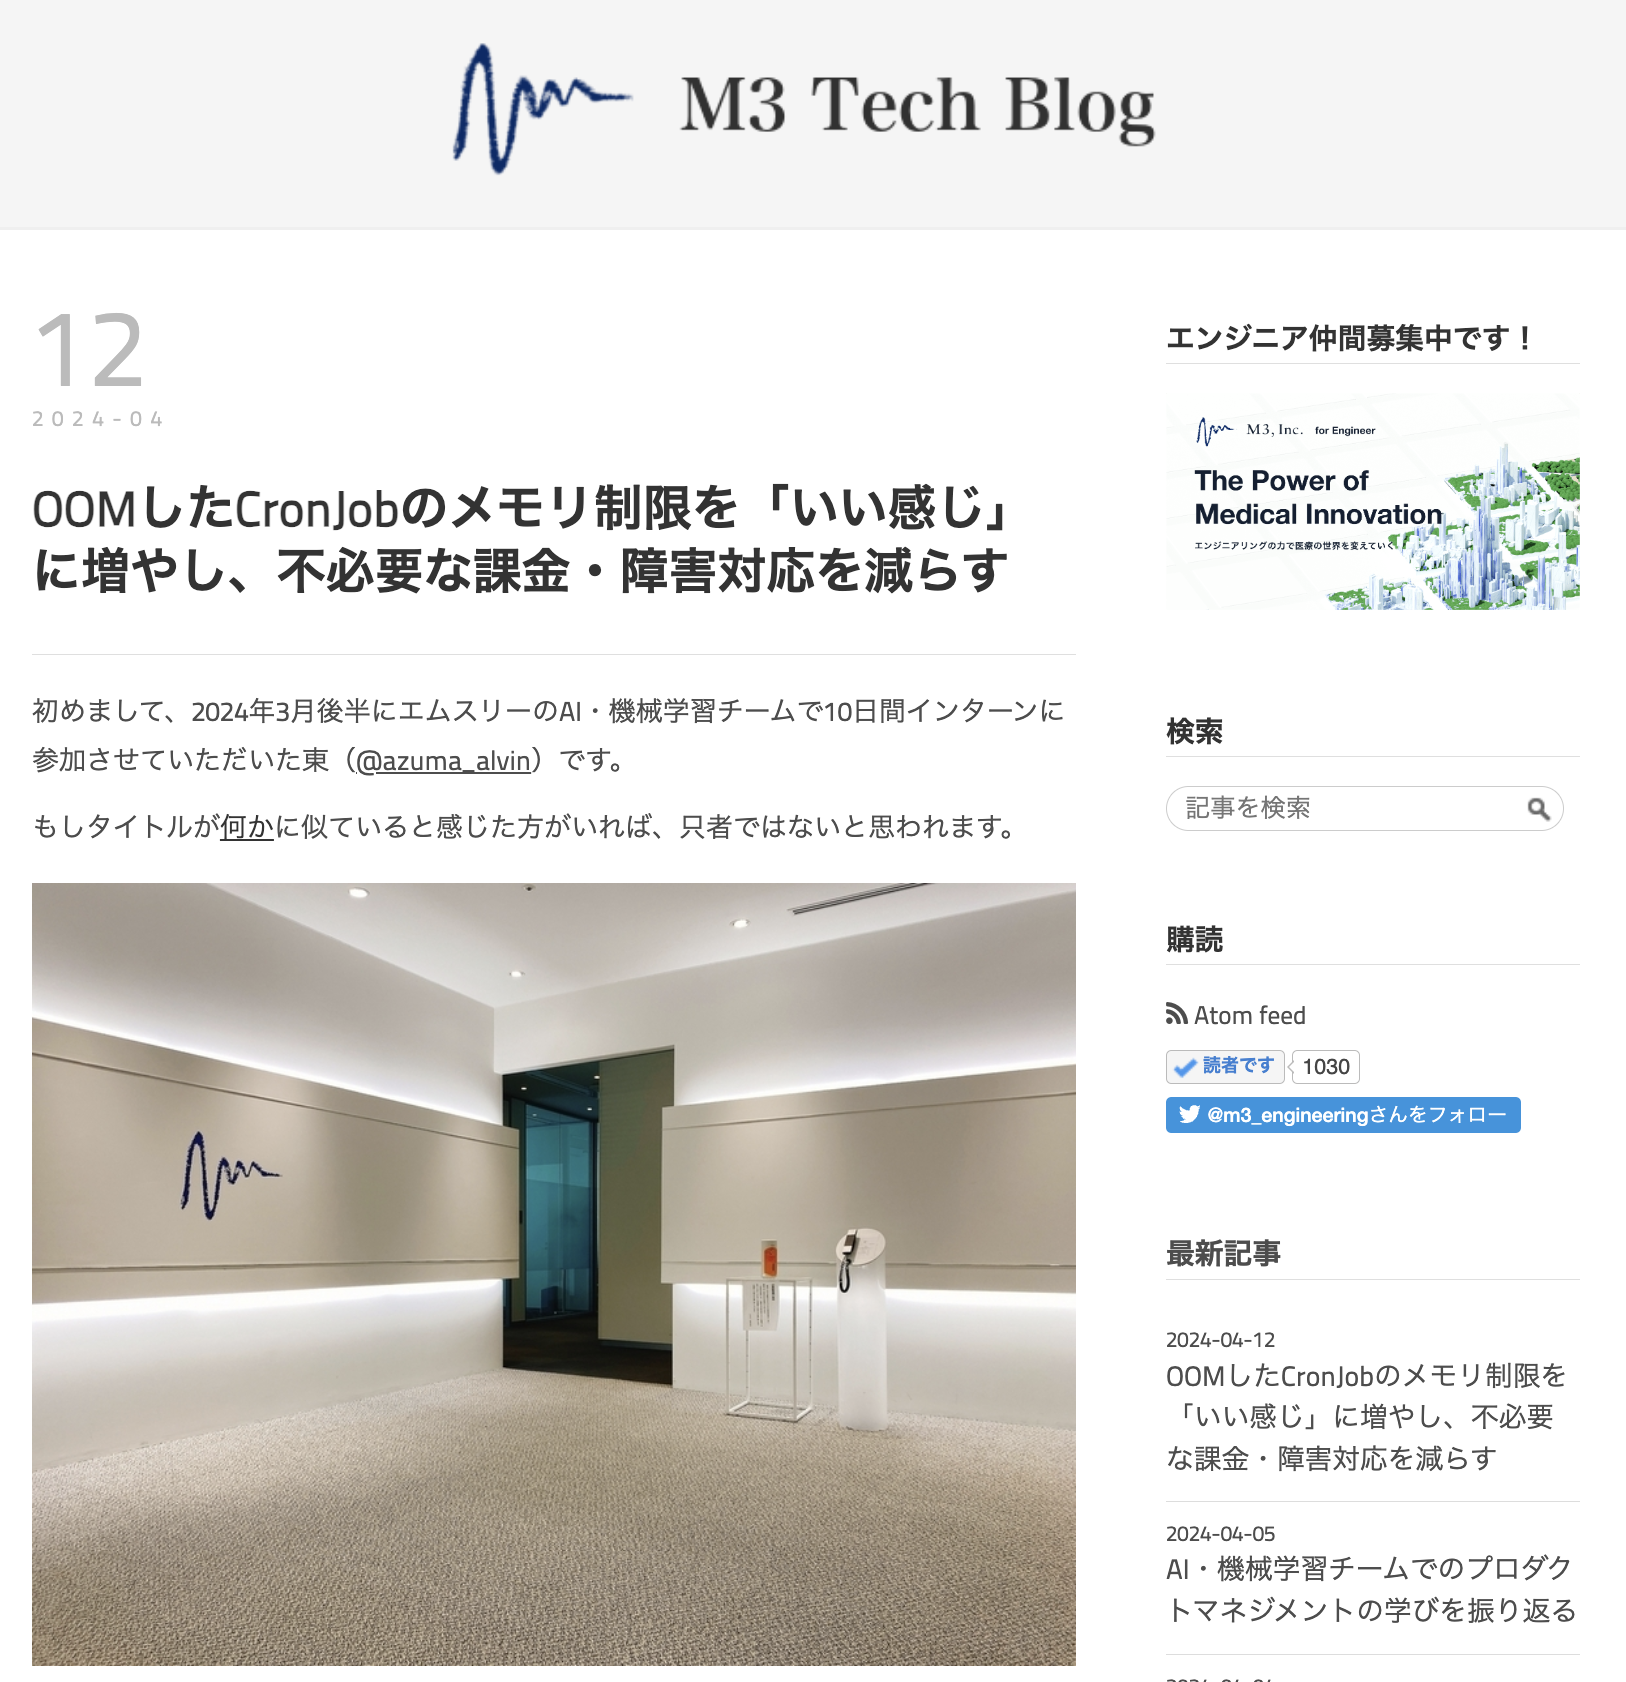 M3 Tech Blog
12
2024-04
OOMしたCronJobのメモリ制限を「いい感じ」
に増やし、不必要な課金・障害対応を減らす
初めまして、2024年3月後半にエムスリーのAI・機械学習チームで10日間インターンに
参加させていただいた東（@azuma_alvin）です。
もしタイトルが何かに似ていると感じた方がいれば、只者ではないと思われます。
エンジニア仲間募集中です！
M3, Inc. for Engineer
The Power of
Medical Innovation
エンジニアリングの力で医療の世界を変えていく
検索
記事を検索
購読
Atom feed
読者です 1030
@m3_engineeringさんをフォロー
最新記事
2024-04-12
OOMしたCronJobのメモリ制限を
「いい感じ」に増やし、不必要
な課金・障害対応を減らす
2024-04-05
AI・機械学習チームでのプロダク
トマネジメントの学びを振り返る